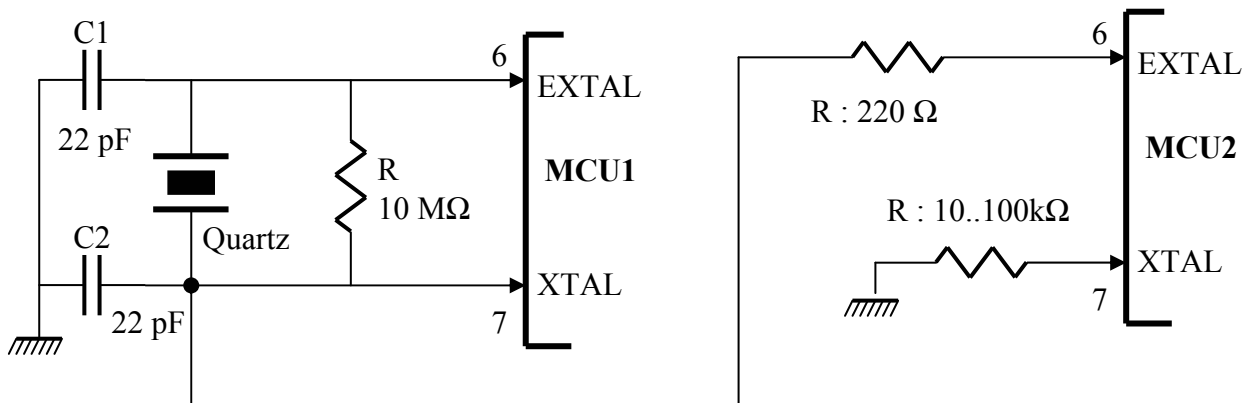 C1
22 pF
Quartz
C2
22 pF
R
10 MΩ
6
EXTAL
MCU1
XTAL
7
R : 220 Ω
6
EXTAL
MCU2
R : 10..100kΩ
XTAL
7